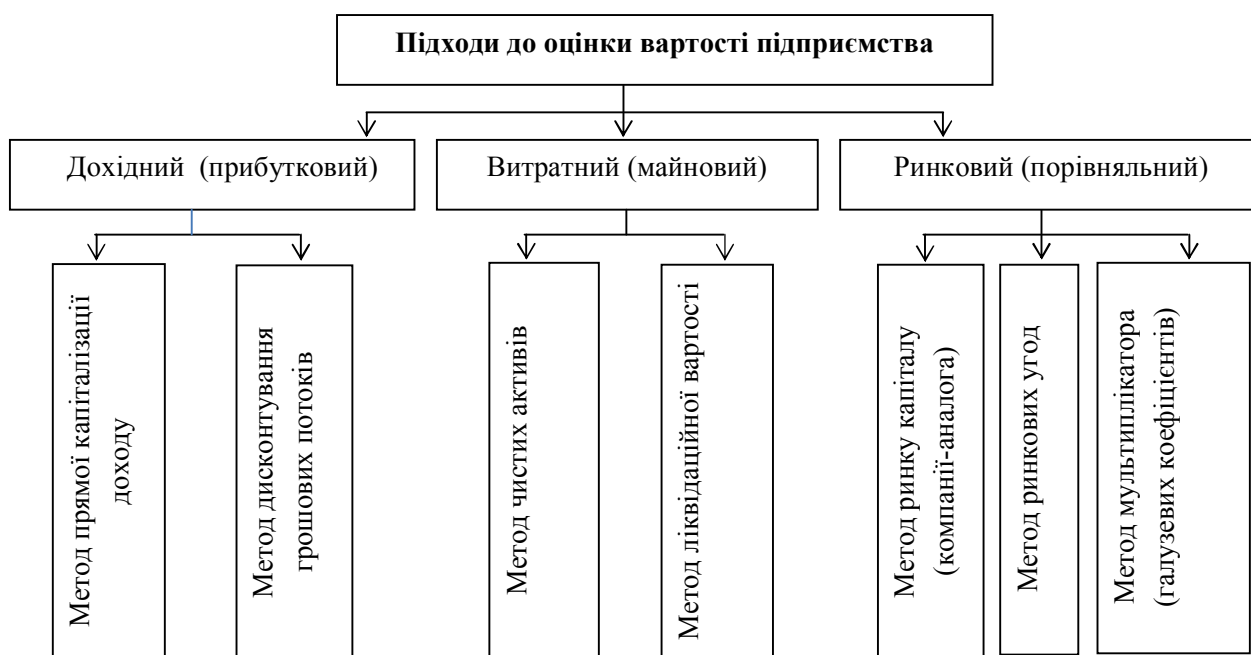 Підходи до оцінки вартості підприємства
Дохідний (прибутковий)
Витратний (майновий)
Ринковий (порівняльний)
Метод прямої капіталізації
доходу
Метод дисконтування
грошових потоків
Метод чистих активів
Метод ліквідаційної вартості
Метод ринку капіталу
(компанії-аналога)
Метод ринкових угод
Метод мультиплікатора
(галузевих коефіцієнтів)